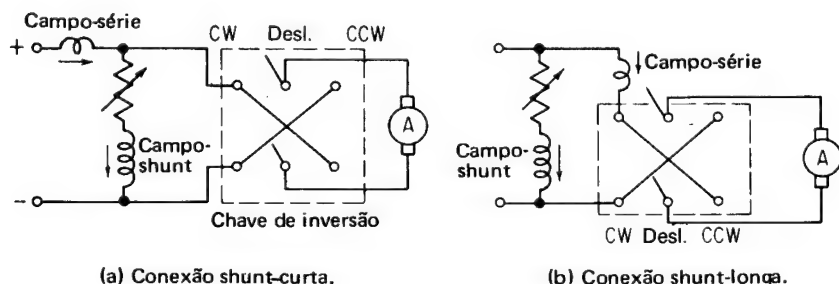 Campo-série
CW Desl. CCW
+
Campo-shunt
A
−
Chave de inversão
(a) Conexão shunt-curta.
Campo-série
Campo-shunt
A
CW Desl. CCW
(b) Conexão shunt-longa.